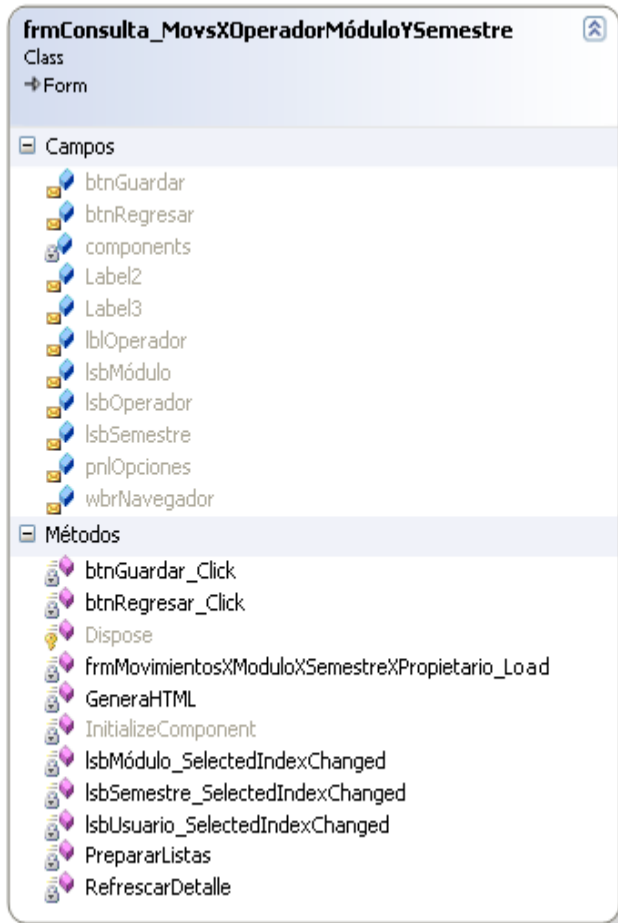 frmConsulta_MovsXOperadorMóduloYSemestre
Class
Form
Campos
btnGuardar
btnRegresar
components
Label2
Label3
lblOperador
lsbMódulo
lsbOperador
lsbSemestre
pnlOpciones
wbrNavegador
Métodos
btnGuardar_Click
btnRegresar_Click
Dispose
frmMovimientosXModuloXSemestreXPropietario_Load
GeneraHTML
InitializeComponent
lsbMódulo_SelectedIndexChanged
lsbSemestre_SelectedIndexChanged
lsbUsuario_SelectedIndexChanged
PrepararListas
RefrescarDetalle